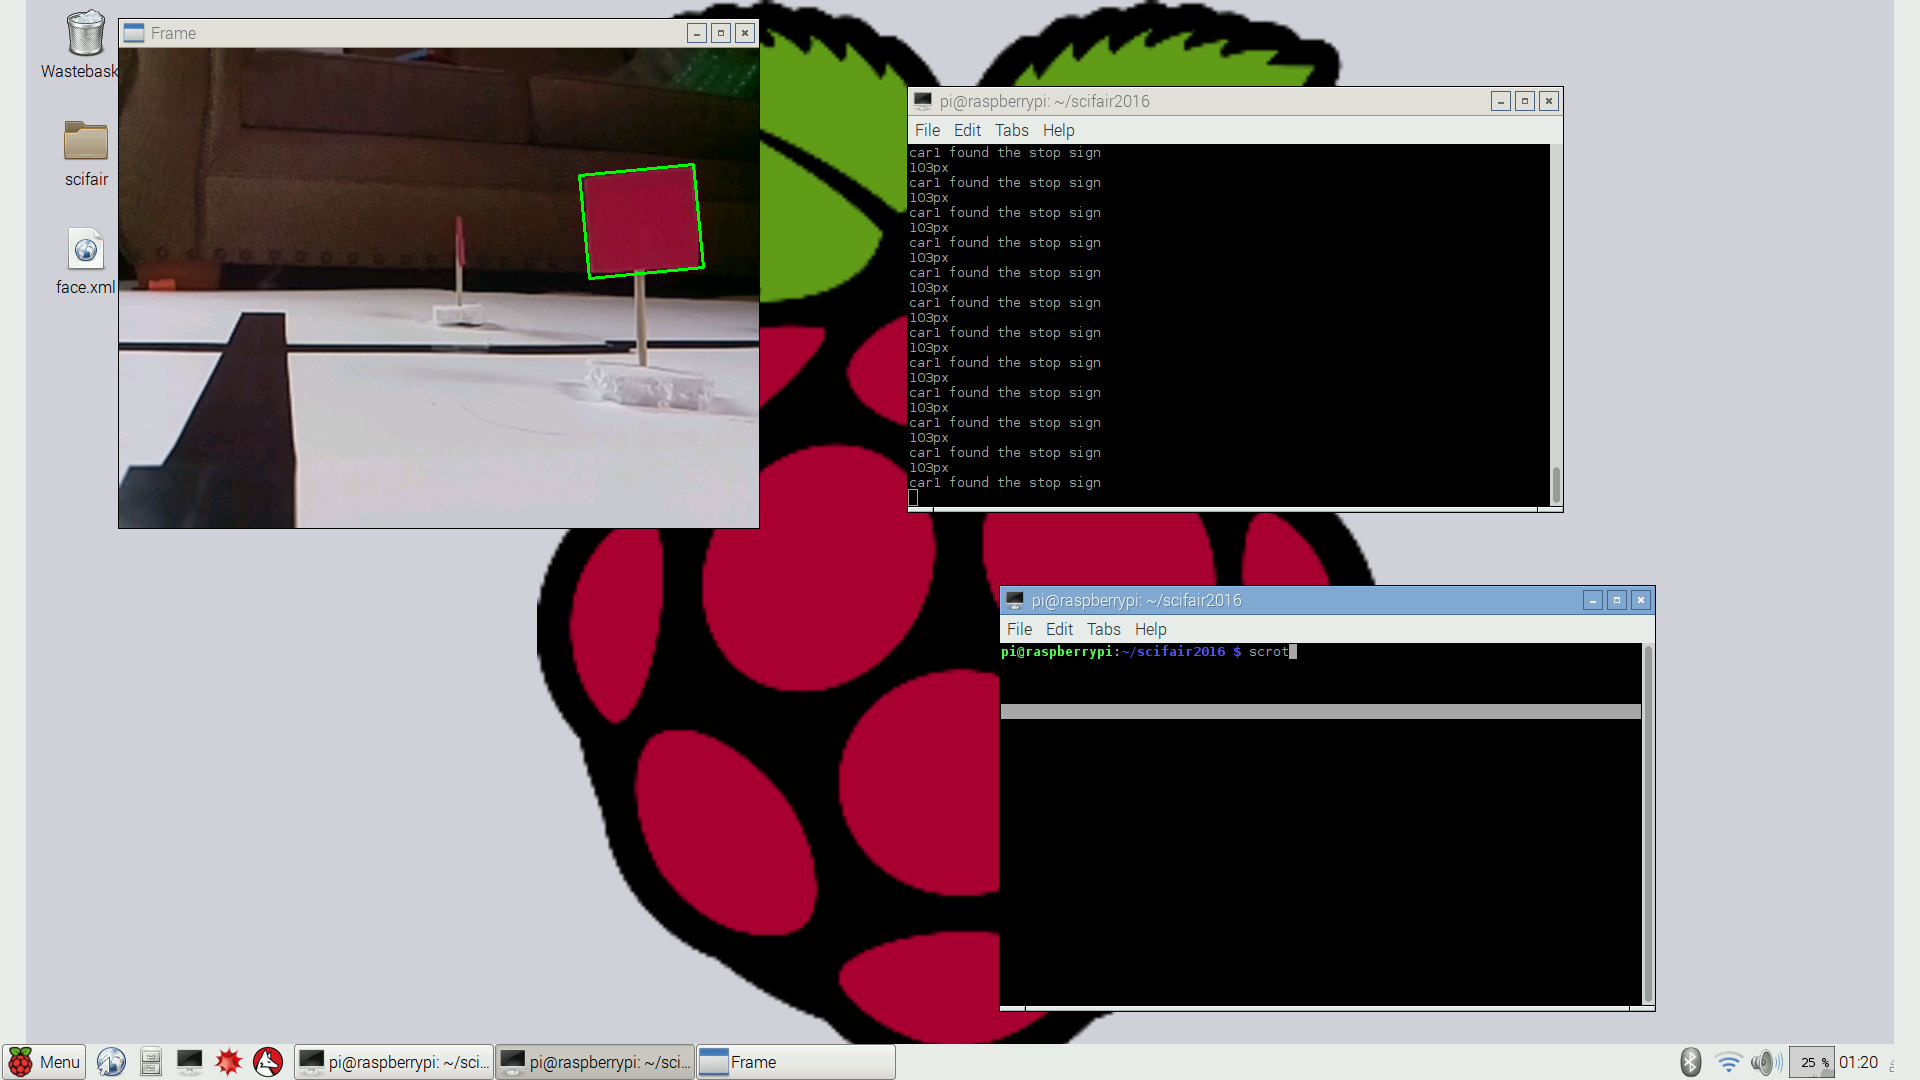 Wastebask
scifair
face.xml
Frame
pi@raspberrypi: ~/scifair2016
File Edit Tabs Help
carl found the stop sign
103px
carl found the stop sign
103px
carl found the stop sign
103px
carl found the stop sign
103px
carl found the stop sign
103px
carl found the stop sign
103px
carl found the stop sign
103px
carl found the stop sign
103px
carl found the stop sign
103px
carl found the stop sign
103px
carl found the stop sign
103px
carl found the stop sign
pi@raspberrypi: ~/scifair2016
File Edit Tabs Help
pi@raspberrypi:~/scifair2016 $ scrot
Menu
pi@raspberrypi: ~/sci...
pi@raspberrypi: ~/sci...
Frame
25 %
01:20